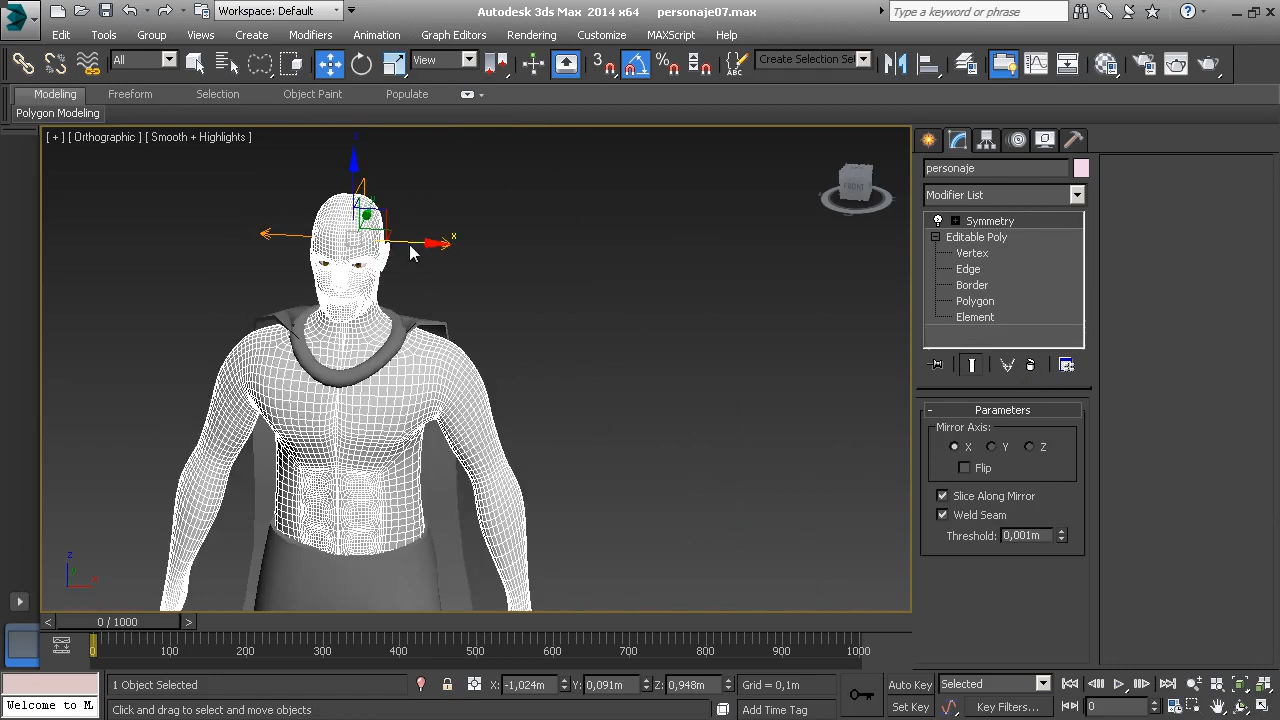 Workspace: Default
Autodesk 3ds Max 2014 x64 personaje07.max
Type a keyword or phrase
Edit Tools Group Views Create Modifiers Animation Graph Editors Rendering Customize MAXScript Help
All View 3 Create Selection Se
Modeling Freeform Selection Object Paint Populate
Polygon Modeling
[ + ] [ Orthographic ] [ Smooth + Highlights ]
FRONT
x
z
personaje
Modifier List
Symmetry
Editable Poly
Vertex
Edge
Border
Polygon
Element
Parameters
Mirror Axis:
X Y Z
Flip
Slice Along Mirror
Weld Seam
Threshold: 0,001m
< 0 / 1000 >
0 100 200 300 400 500 600 700 800 900 1000
1 Object Selected X: -1,024m Y: 0,091m Z: 0,948m Grid = 0,1m Auto Key Selected
Welcome to M Click and drag to select and move objects Add Time Tag Set Key Key Filters... 0